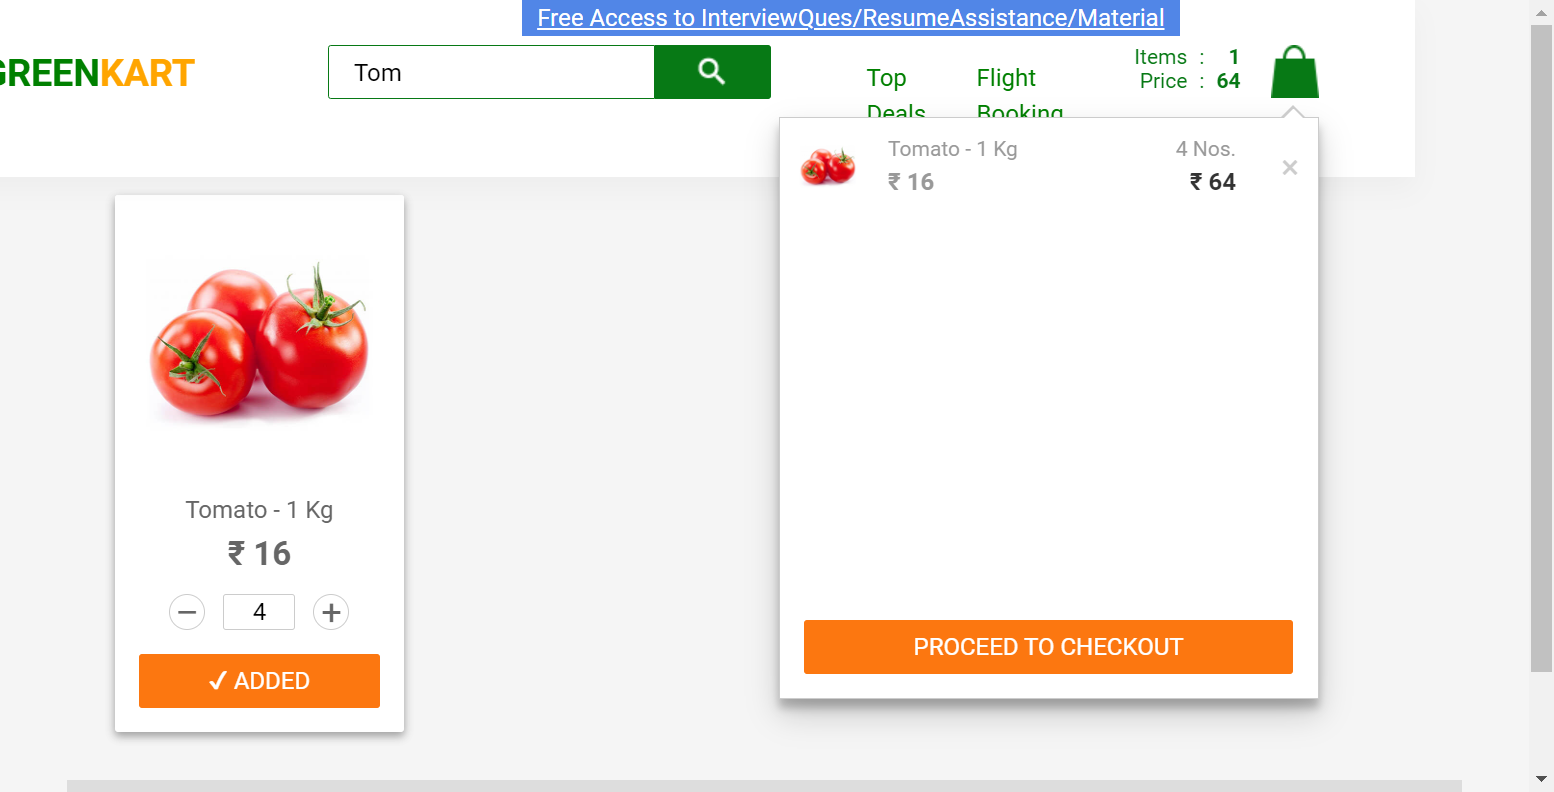 Free Access to InterviewQues/ResumeAssistance/Material
GREENKART
Tom
Top
Deals
Flight
Booking
Items : 1
Price : 64
Tomato - 1 Kg
₹ 16
4 Nos.
₹ 64
×
PROCEED TO CHECKOUT
Tomato - 1 Kg
₹ 16
− 4 +
✓ ADDED